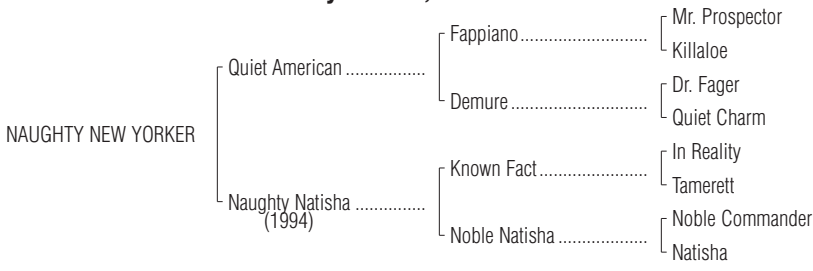 Mr. Prospector
Fappiano
Killaloe
Quiet American
Dr. Fager
Demure
Quiet Charm
NAUGHTY NEW YORKER
In Reality
Known Fact
Tamerett
Naughty Natisha
(1994)
Noble Commander
Noble Natisha
Natisha